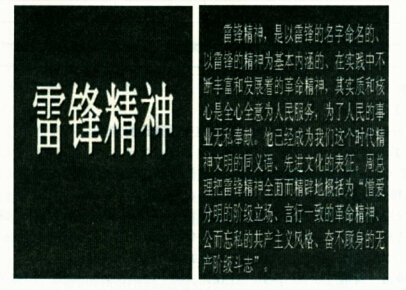 雷锋精神
雷锋精神，是以雷锋的名字命名的、
以雷锋的精神为基本内涵的、在实践中不
断丰富和发展着的革命精神，其实质和核
心是全心全意为人民服务，为了人民的事
业无私奉献。他已经成为我们这个时代精
神文明的同义语、先进文化的表征。周总
理把雷锋精神全面而精辟地概括为“憎爱
分明的阶级立场、言行一致的革命精神、
公而忘私的共产主义风格、奋不顾身的无
产阶级斗志”。